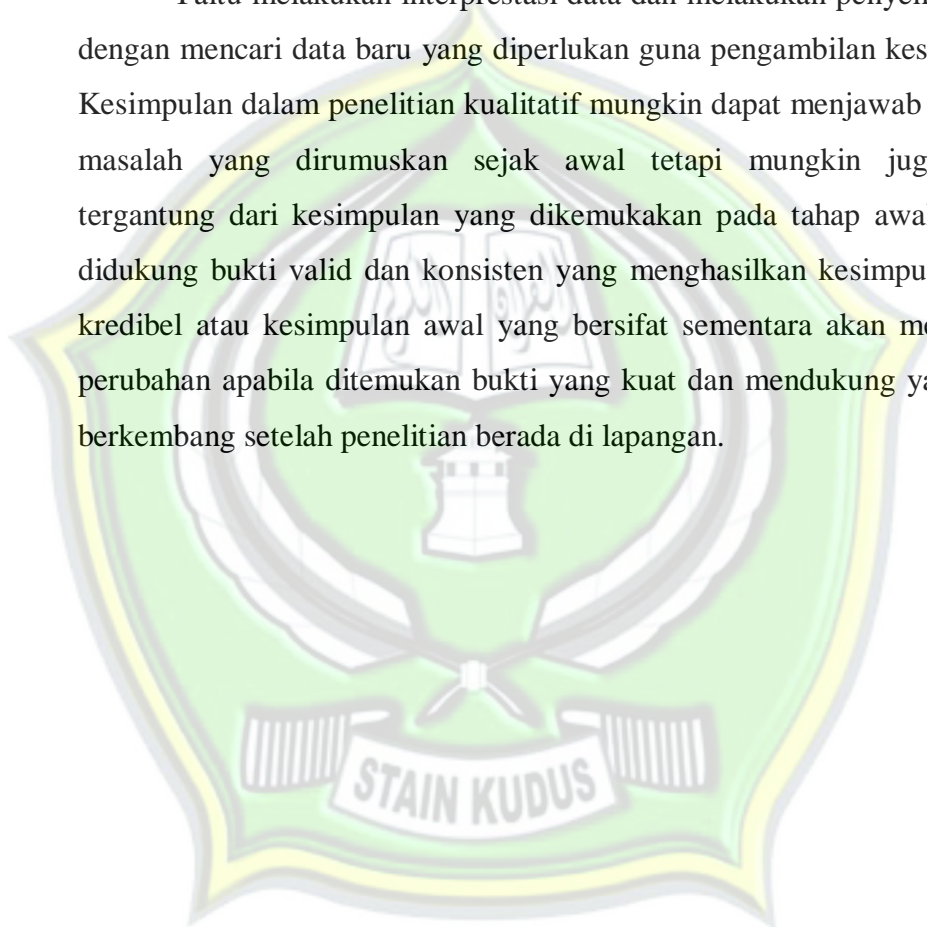 Yaitu melakukan interprestasi data dan melakukan
dengan mencari data baru yang diperlukan guna pengambilan
Kesimpulan dalam penelitian kualitatif mungkin dapat menjawab
masalah yang dirumuskan sejak awal tetapi mungkin
tergantung dari kesimpulan yang dikemukakan pada tahap
didukung bukti valid dan konsisten yang menghasilkan
kredibel atau kesimpulan awal yang bersifat sementara akan
perubahan apabila ditemukan bukti yang kuat dan mendukung
berkembang setelah penelitian berada di lapangan.
STAIN KUDUS